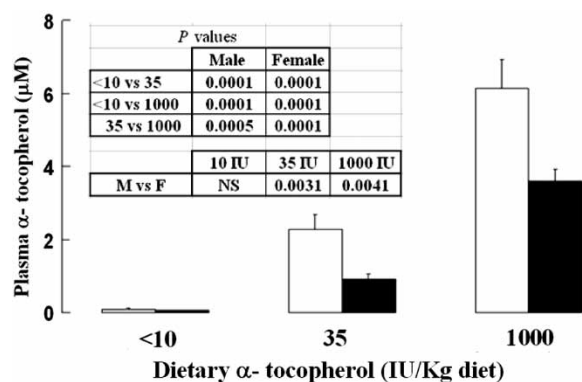 8
6
4
2
0
Plasma α- tocopherol (μM)
P values
Male Female
<10 vs 35 0.0001 0.0001
<10 vs 1000 0.0001 0.0001
35 vs 1000 0.0005 0.0001
10 IU 35 IU 1000 IU
M vs F NS 0.0031 0.0041
<10 35 1000
Dietary α- tocopherol (IU/Kg diet)